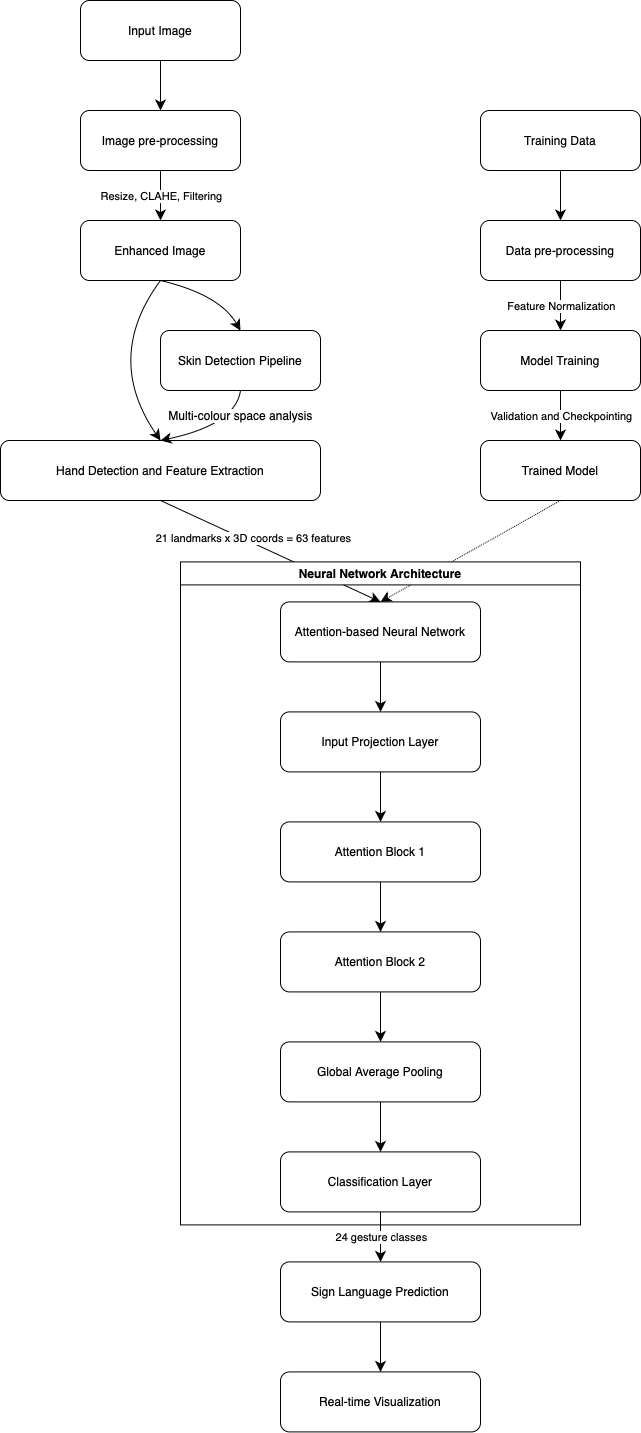 Input Image
Image pre-processing
Training Data
Resize, CLAHE, Filtering
Enhanced Image
Data pre-processing
Feature Normalization
Skin Detection Pipeline
Model Training
Multi-colour space analysis
Validation and Checkpointing
Hand Detection and Feature Extraction
Trained Model
21 landmarks x 3D coords = 63 features
Neural Network Architecture
Attention-based Neural Network
Input Projection Layer
Attention Block 1
Attention Block 2
Global Average Pooling
Classification Layer
24 gesture classes
Sign Language Prediction
Real-time Visualization